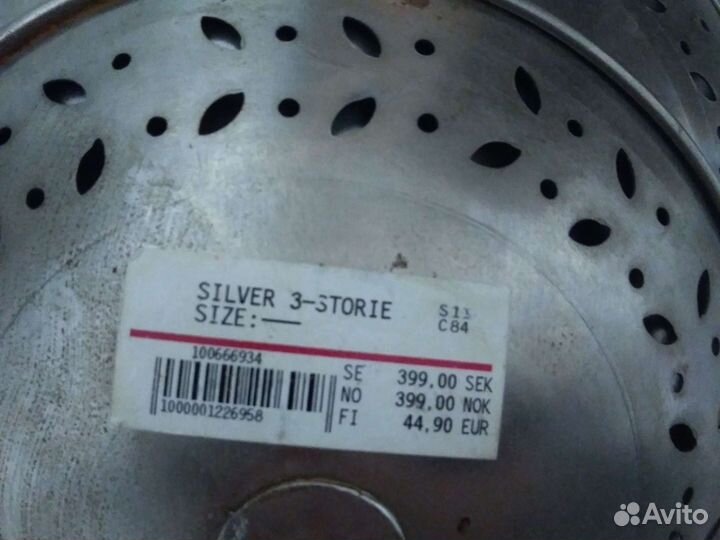 SILVER 3-STORIE S13
SIZE:—— C84
100666934
1000001226958
SE 399.00 SEK
NO 399.00 NOK
FI 44.90 EUR
Avito